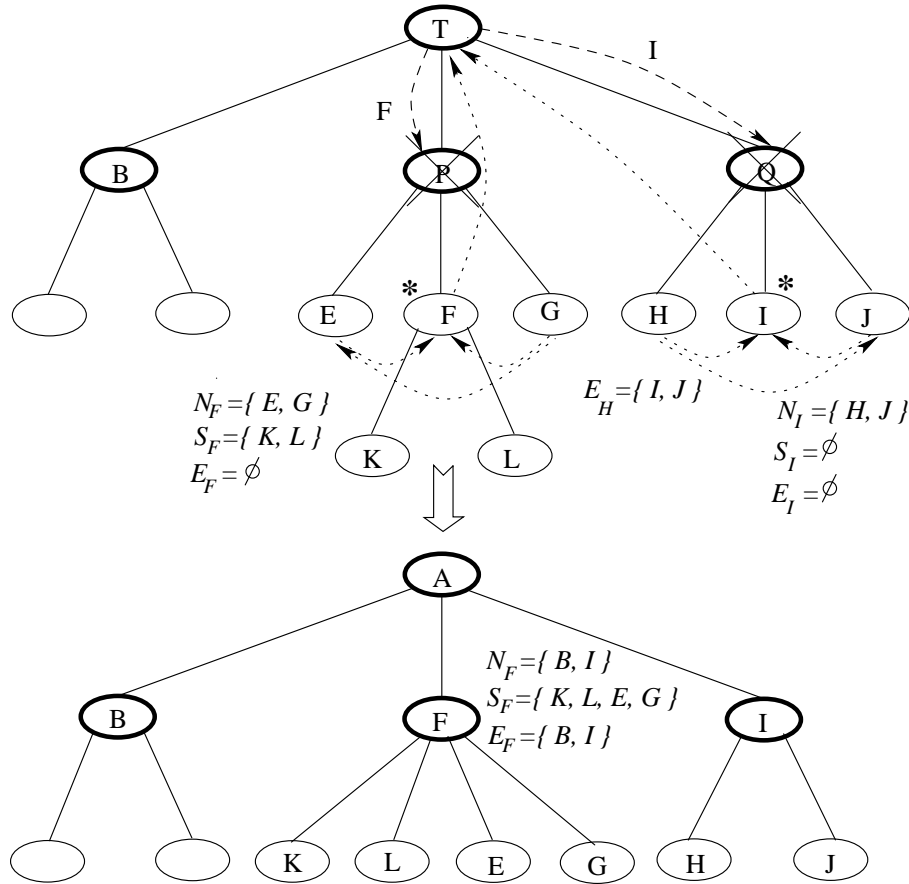 T
I
F
B
P
Q
*
*
E
F
G
H
I
J
N_F={ E, G }
S_F={ K, L }
E_F=∅
E_H={ I, J }
N_I={ H, J }
S_I=∅
E_I=∅
K
L
A
N_F={ B, I }
S_F={ K, L, E, G }
E_F={ B, I }
B
F
I
K
L
E
G
H
J